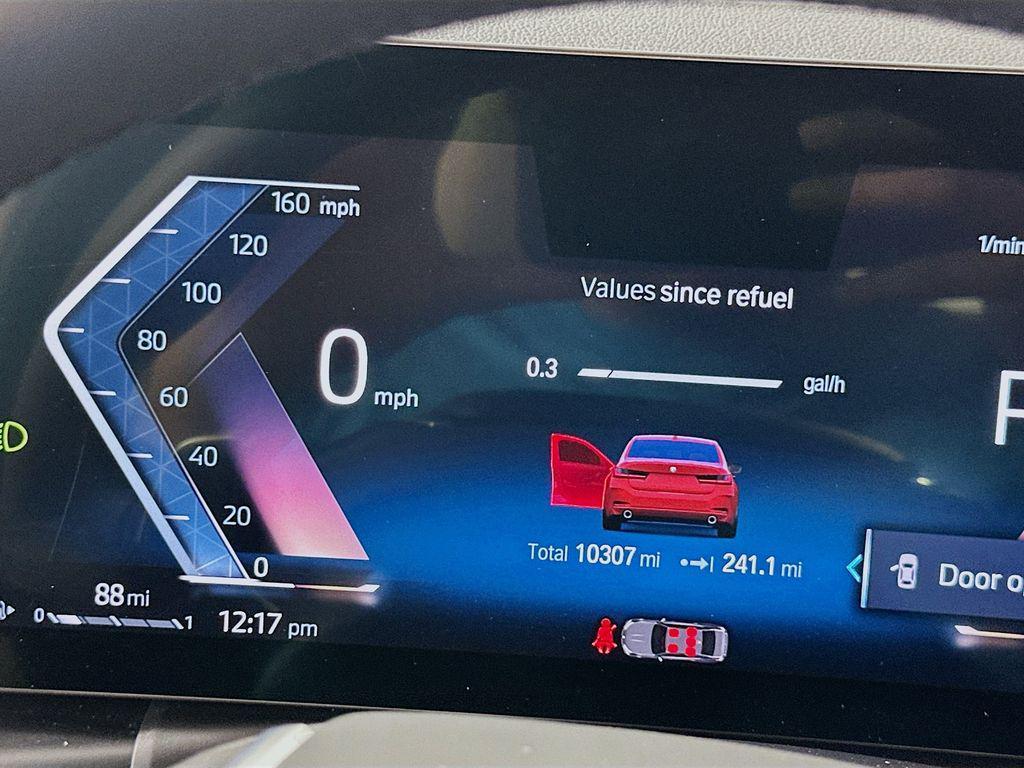 160 mph
120
100
80
60
40
20
0
0 mph
Values since refuel
0.3 gal/h
Total 10307 mi 241.1 mi
1/min
Door o
88 mi
0 1
12:17 pm